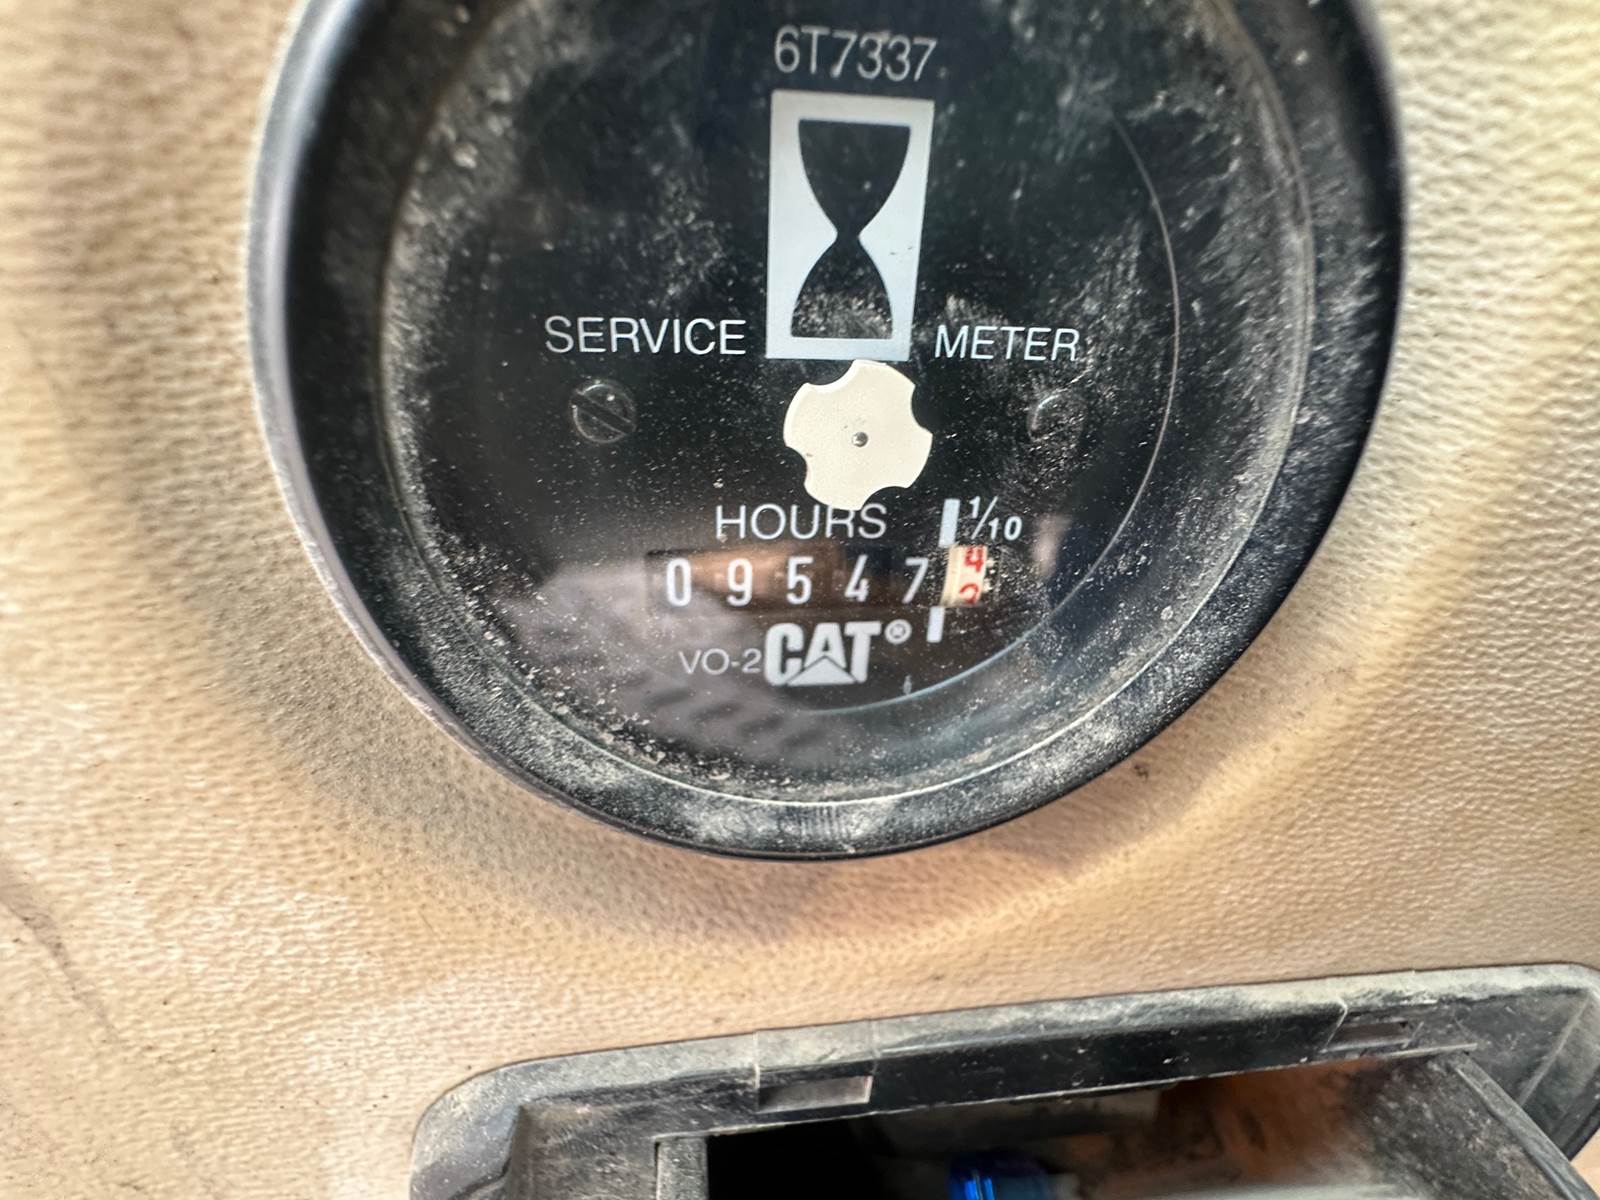 6T7337
SERVICE METER
HOURS 1/10
09547
VO-2 CAT®